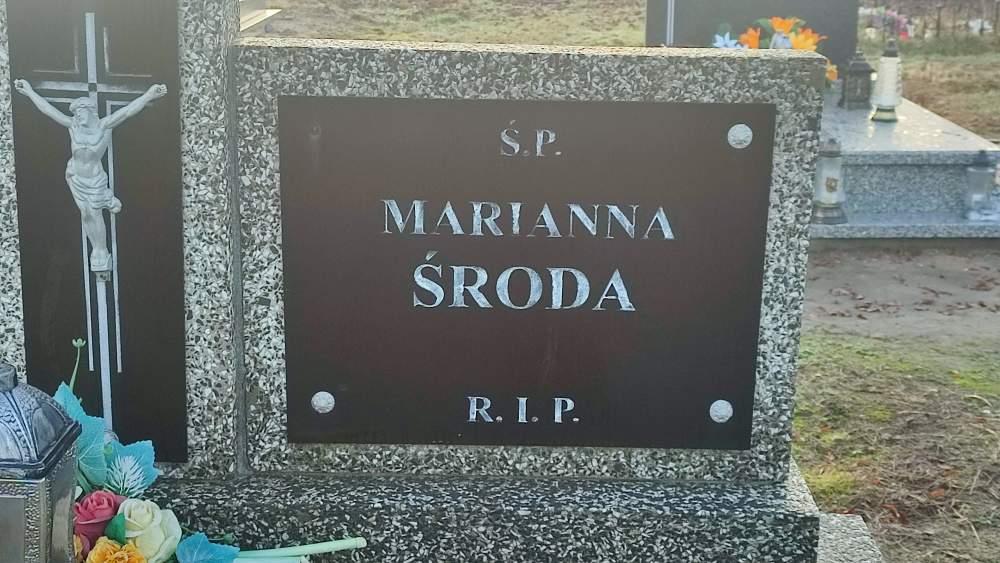 Ś.P.
MARIANNA
ŚRODA
R.I.P.